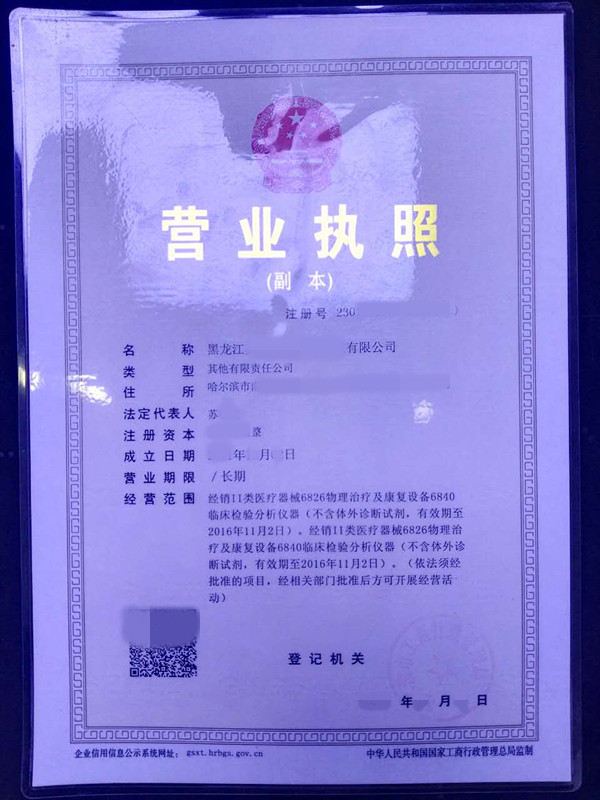 营业执照
(副 本)
注册号 230
名 称 黑龙江 有限公司
类 型 其他有限责任公司
住 所 哈尔滨市
法定代表人 苏
注册资本 整
成立日期 年 月 日
营业期限 /长期
经营范围 经销II类医疗器械6826物理治疗及康复设备6840
临床检验分析仪器(不含体外诊断试剂,有效期至
2016年11月2日)。经销II类医疗器械6826物理治
疗及康复设备6840临床检验分析仪器(不含体外诊
断试剂,有效期至2016年11月2日)。(依法须经
批准的项目,经相关部门批准后方可开展经营活
动)
登记机关
年 月 日
企业信用信息公示系统网址: gsxt.hrbgs.gov.cn
中华人民共和国国家工商行政管理总局监制